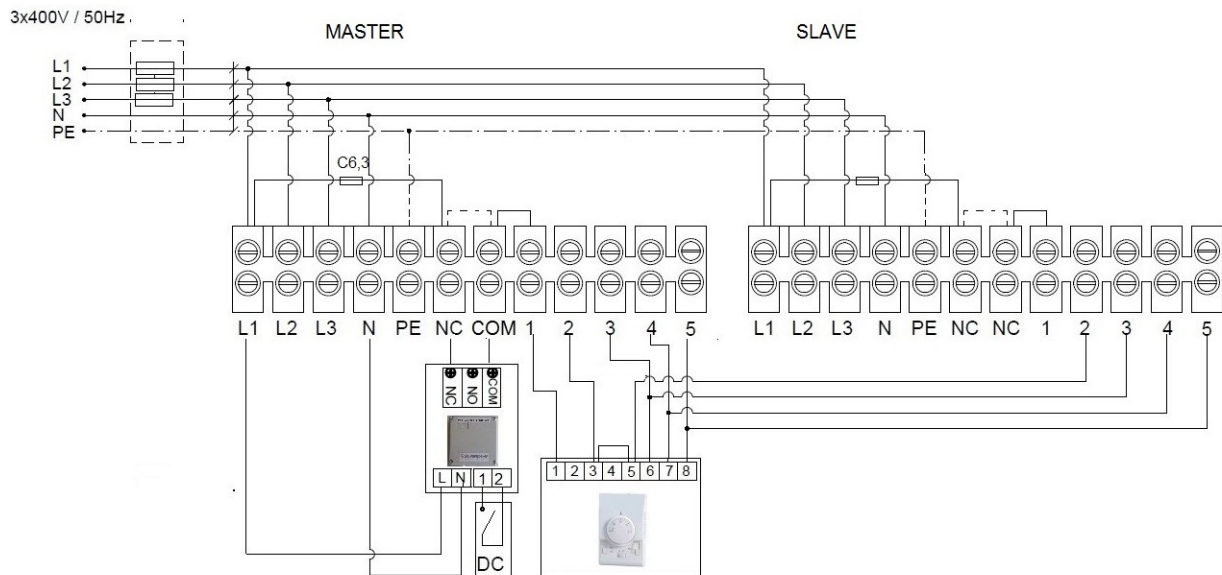 3x400V / 50Hz
MASTER
SLAVE
L1
L2
L3
N
PE
C6,3
L1 L2 L3 N PE NC COM 1 2 3 4 5
L1 L2 L3 N PE NC NC 1 2 3 4 5
NC NO COM
1 2 3 4 5 6 7 8
L N 1 2
DC